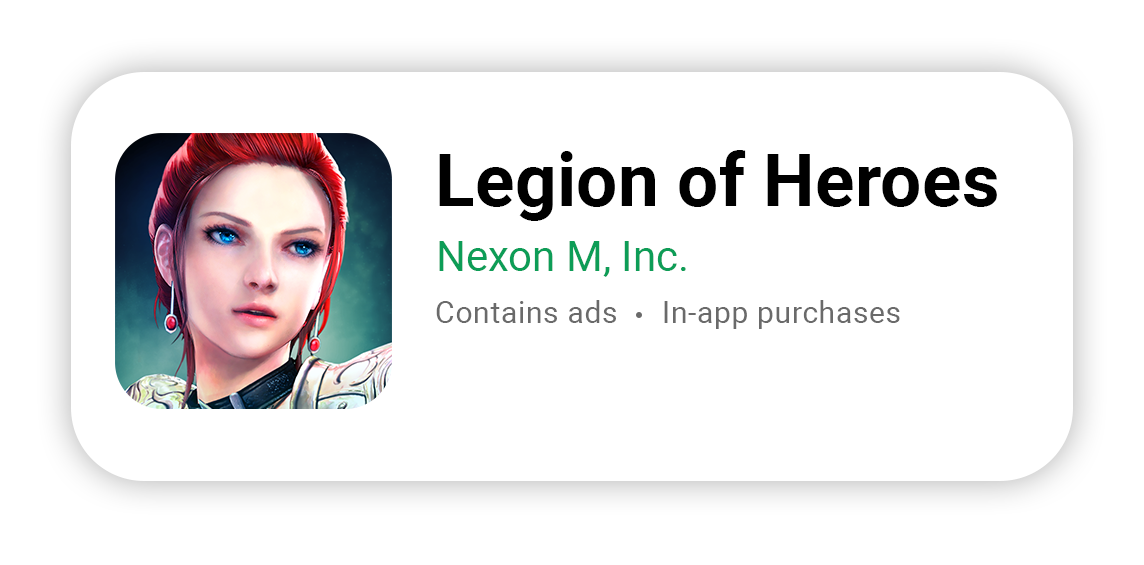 Legion of Heroes
Nexon M, Inc.
Contains ads • In-app purchases